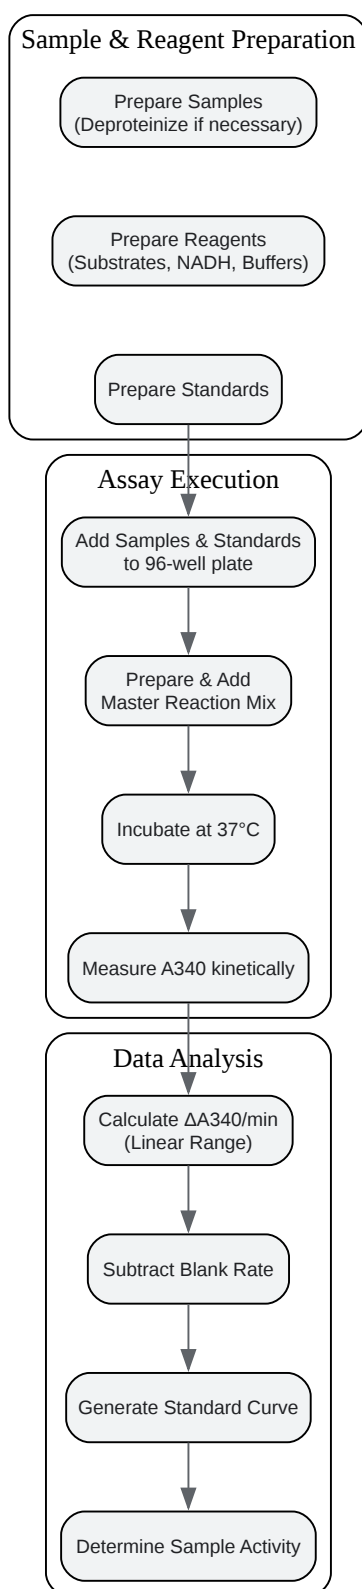 Sample & Reagent Preparation
Prepare Samples
(Deproteinize if necessary)
Prepare Reagents
(Substrates, NADH, Buffers)
Prepare Standards
Assay Execution
Add Samples & Standards
to 96-well plate
Prepare & Add
Master Reaction Mix
Incubate at 37°C
Measure A340 kinetically
Data Analysis
Calculate ΔA340/min
(Linear Range)
Subtract Blank Rate
Generate Standard Curve
Determine Sample Activity